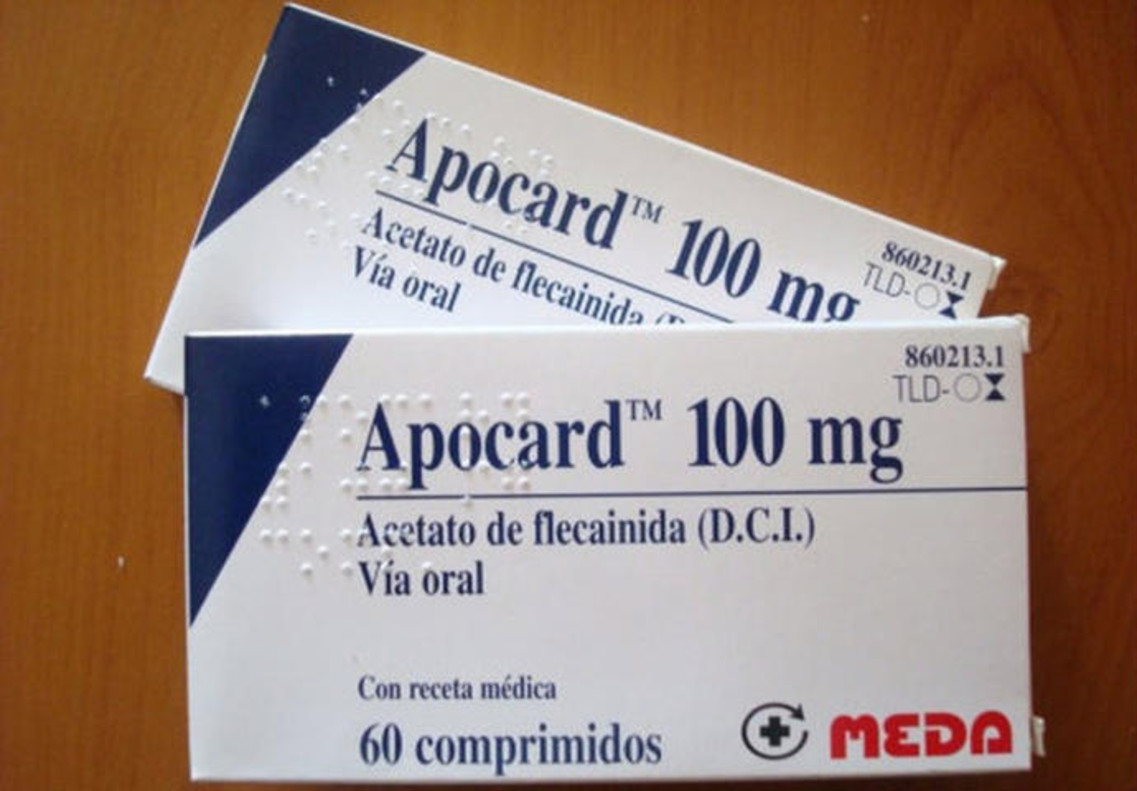 Apocard™ 100 mg
860213.1
TLD-
Acetato de flecainida
Vía oral
860213.1
TLD-
Apocard™ 100 mg
Acetato de flecainida (D.C.I.)
Vía oral
Con receta médica
60 comprimidos
MEDA